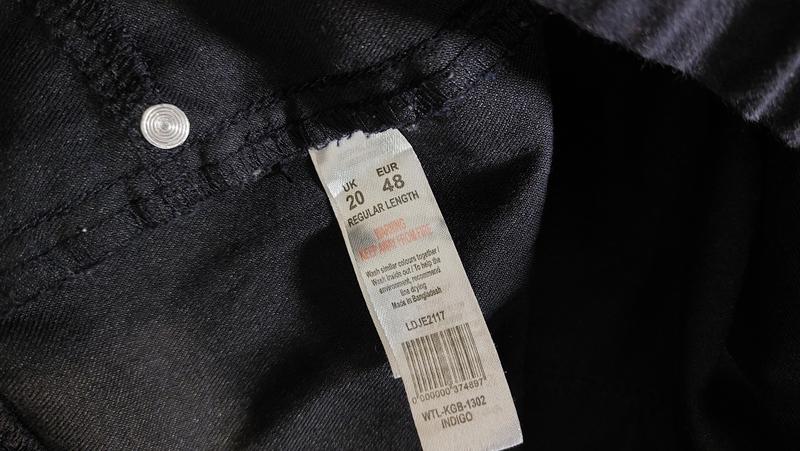 UK EUR
20 48
REGULAR LENGTH
WARNING
KEEP AWAY FROM FIRE
Wash similar colours together /
Wash inside out / To help the
environment, recommend
line drying
Made in Bangladesh
LDJE2117
0 000000 374697
WTL-KGB-1302
INDIGO